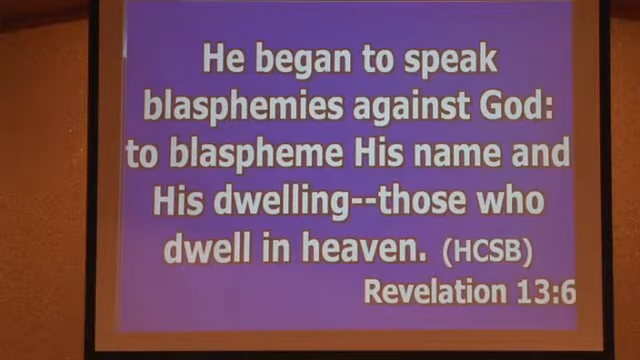 He began to speak
blasphemies against God:
to blaspheme His name and
His dwelling--those who
dwell in heaven. (HCSB)
Revelation 13:6